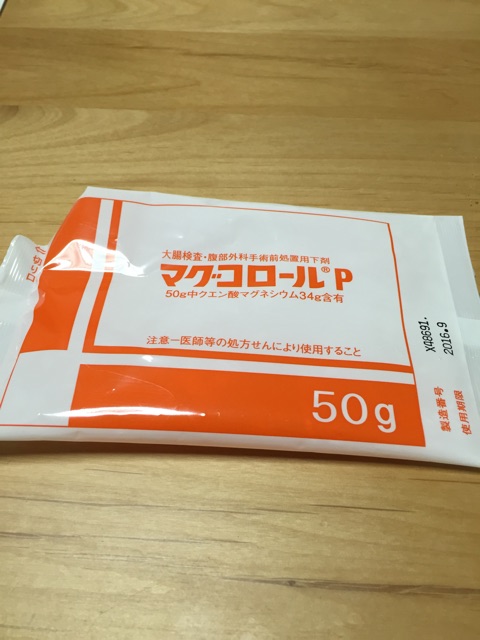 大腸検査・腹部外科手術前処置用下剤
マグコロール®P
50g中クエン酸マグネシウム34g含有
注意－医師等の処方せんにより使用すること
50g
製造番号 X48691.
使用期限 2016.9